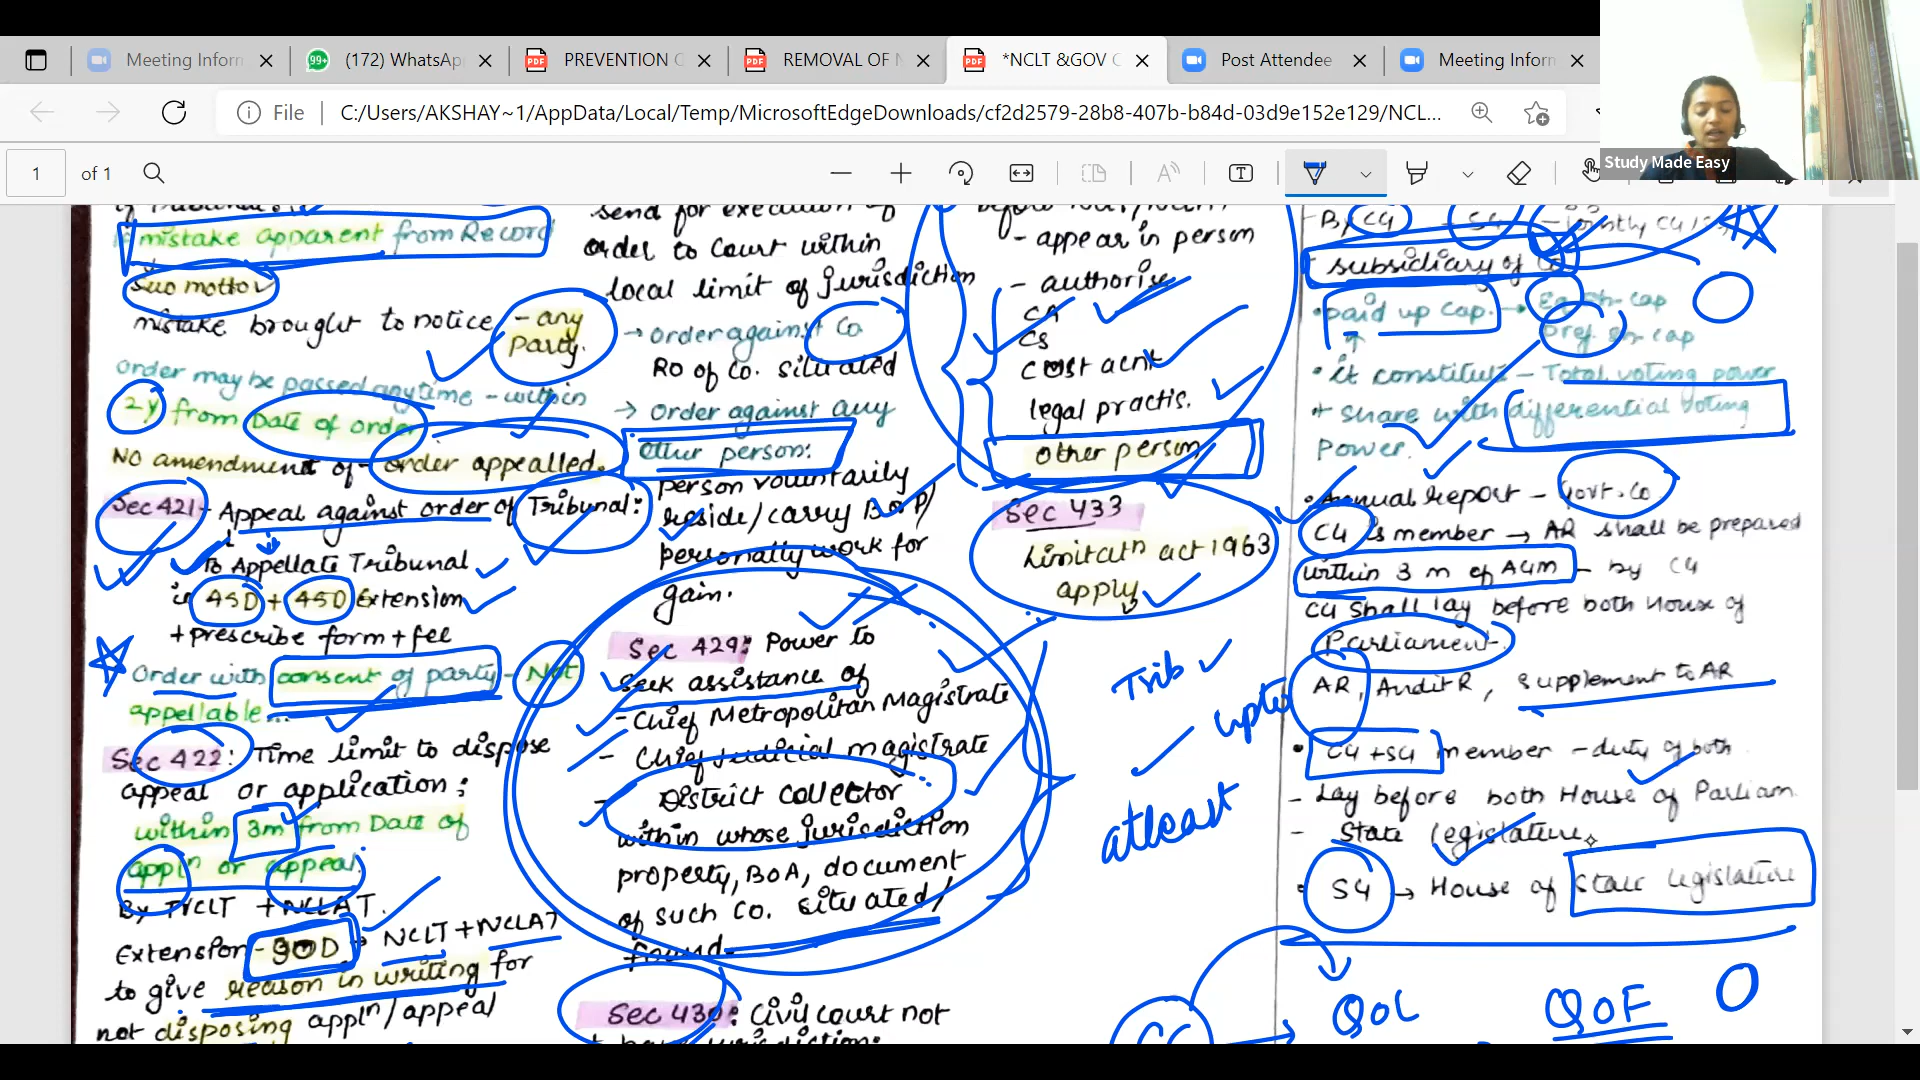 Meeting Inforr
(172) WhatsAp
PREVENTION O
REMOVAL OF N
*NCLT &GOV C
Post Attendee
Meeting Inforn
File
C:/Users/AKSHAY~1/AppData/Local/Temp/MicrosoftEdgeDownloads/cf2d2579-28b8-407b-b84d-03d9e152e129/NCL...
Study Made Easy
1
of 1
mistake apparent from Record
Suo motto
mistake brought to notice - any
Party.
order may be passed anytime - within
2y from Date of order
No amendment of - order appealled.
Sec 421 - Appeal against order of Tribunal:
To Appellate Tribunal
45D + 45D Extension
+ prescribe form + fee
Order with consent of party - Not
appellable...
Sec 422: Time limit to dispose
appeal or application:
within 3m from Date of
appln or appeal.
By NCLT + NCLAT.
Extension - 90D → NCLT + NCLAT
to give reason in writing for
not disposing appln/appeal
send for execution of
order to Court within
local limit of jurisdiction
→ order against Co
RO of Co. situated
→ order against any
other person:
person voluntarily
reside/carry B or P/
personally work for
gain.
Sec 429: Power to
seek assistance of
- Chief Metropolitan Magistrate
- Chief Judicial magistrate
- District Collector
within whose jurisdiction
property, BOA, document
of such Co. situated/
found.
Sec 430: Civil court not
- appear in person
- authorise
CA
CS
Cost acnt
legal practis.
other person
Sec 433
Limitatn act 1963
apply
Trib
upto
atleast
subsidiary of Co
• paid up cap. → Eq. sh-cap
Pref. sh-cap
• it constitute - Total voting power
+ share with differential voting
Power.
• Annual report - Govt. Co
CG is member → AR shall be prepared
within 3 m of AGM - by CG
CG shall lay before both House of
Parliament.
AR, Audit R, supplement to AR
• CG + SG member - duty of both
- Lay before both House of Parliam.
- State legislature
• SG → House of State legislature
CG
QOL
QOF